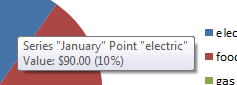 Series "January" Point "electric"
Value: $90.00 (10%)
elec
food
gas